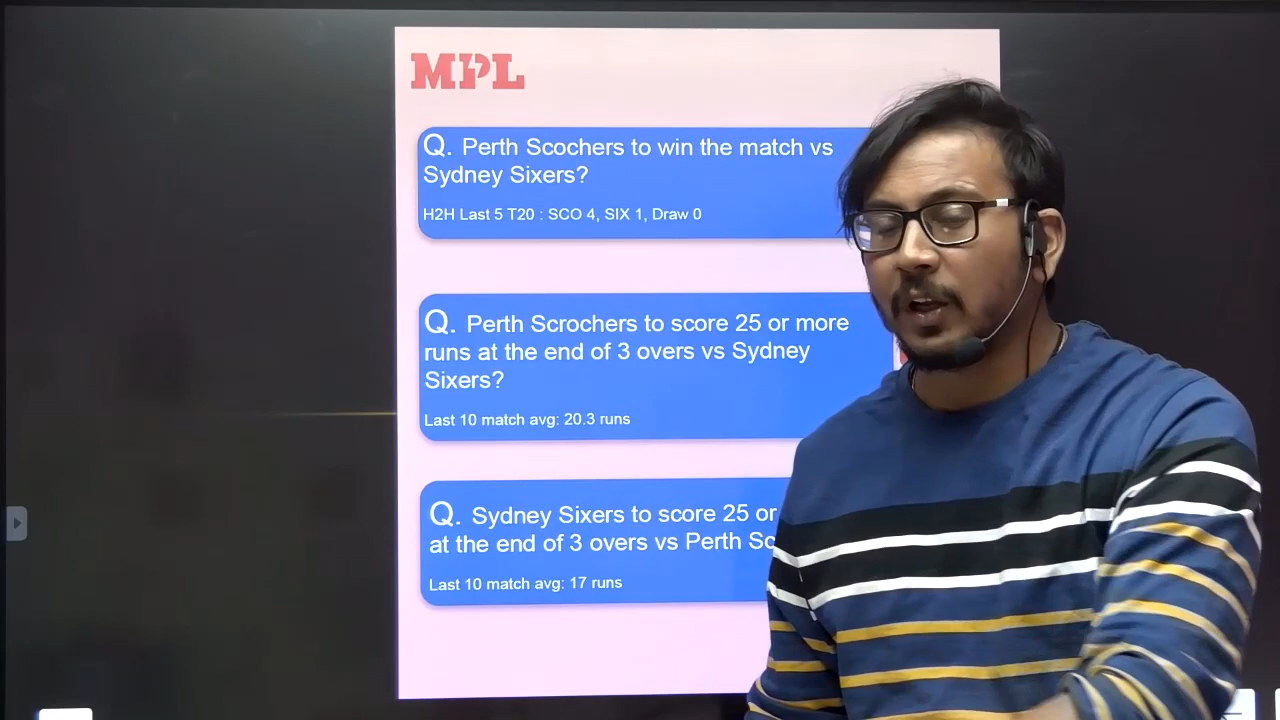 MPL
Q. Perth Scochers to win the match vs
Sydney Sixers?
H2H Last 5 T20 : SCO 4, SIX 1, Draw 0
Q. Perth Scrochers to score 25 or more
runs at the end of 3 overs vs Sydney
Sixers?
Last 10 match avg: 20.3 runs
Q. Sydney Sixers to score 25 or
at the end of 3 overs vs Perth Sc
Last 10 match avg: 17 runs